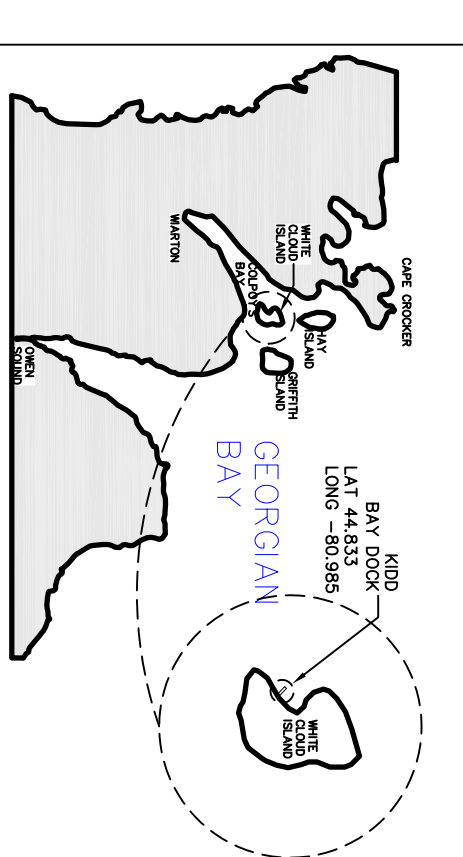 CAPE CROCKER
WHITE
CLOUD
ISLAND
HAY
ISLAND
COLPOY'S
BAY
GRIFFITH
ISLAND
WIARTON
OWEN
SOUND
GEORGIAN
BAY
KIDD
BAY DOCK
LAT 44.833
LONG -80.985
WHITE
CLOUD
ISLAND